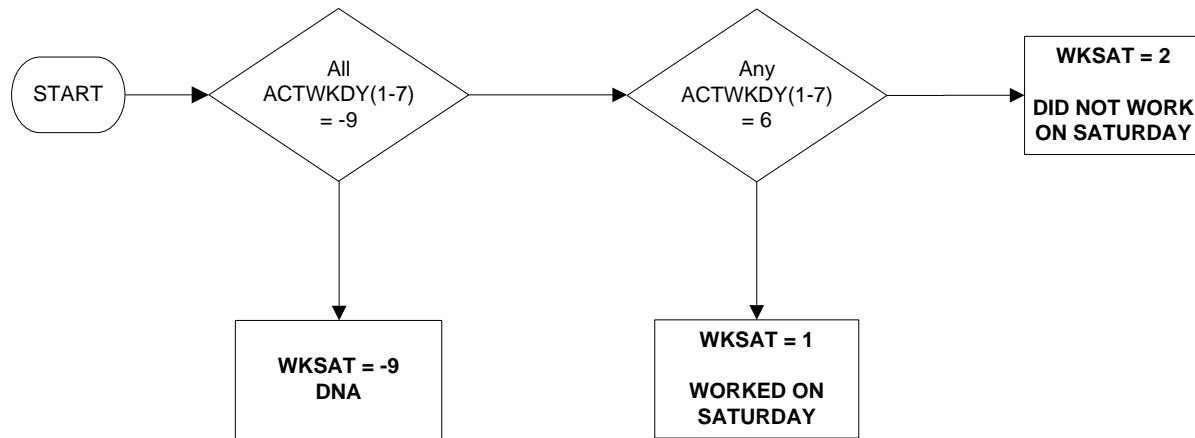 START
All
ACTWKDY(1-7)
= -9
Any
ACTWKDY(1-7)
= 6
WKSAT = 2
DID NOT WORK
ON SATURDAY
WKSAT = -9
DNA
WKSAT = 1
WORKED ON
SATURDAY